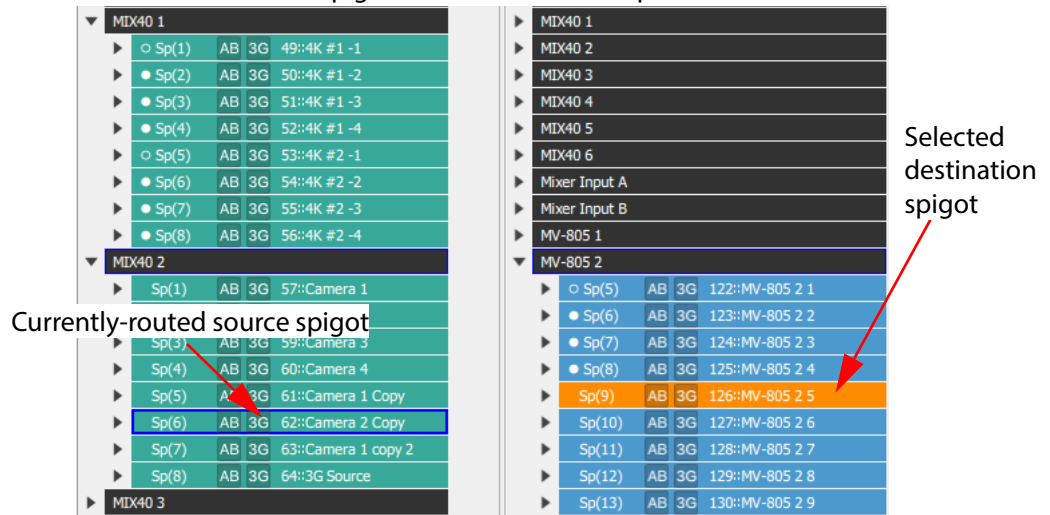 MIX40 1
Sp(1) AB 3G 49::4K #1 -1
Sp(2) AB 3G 50::4K #1 -2
Sp(3) AB 3G 51::4K #1 -3
Sp(4) AB 3G 52::4K #1 -4
Sp(5) AB 3G 53::4K #2 -1
Sp(6) AB 3G 54::4K #2 -2
Sp(7) AB 3G 55::4K #2 -3
Sp(8) AB 3G 56::4K #2 -4
MIX40 2
Sp(1) AB 3G 57::Camera 1
Currently-routed source spigot
Sp(3) AB 3G 59::Camera 3
Sp(4) AB 3G 60::Camera 4
Sp(5) AB 3G 61::Camera 1 Copy
Sp(6) AB 3G 62::Camera 2 Copy
Sp(7) AB 3G 63::Camera 1 copy 2
Sp(8) AB 3G 64::3G Source
MIX40 3
MIX40 1
MIX40 2
MIX40 3
MIX40 4
MIX40 5
MIX40 6
Mixer Input A
Mixer Input B
MV-805 1
MV-805 2
Sp(5) AB 3G 122::MV-805 2 1
Sp(6) AB 3G 123::MV-805 2 2
Sp(7) AB 3G 124::MV-805 2 3
Sp(8) AB 3G 125::MV-805 2 4
Sp(9) AB 3G 126::MV-805 2 5
Sp(10) AB 3G 127::MV-805 2 6
Sp(11) AB 3G 128::MV-805 2 7
Sp(12) AB 3G 129::MV-805 2 8
Sp(13) AB 3G 130::MV-805 2 9
Selected
destination
spigot